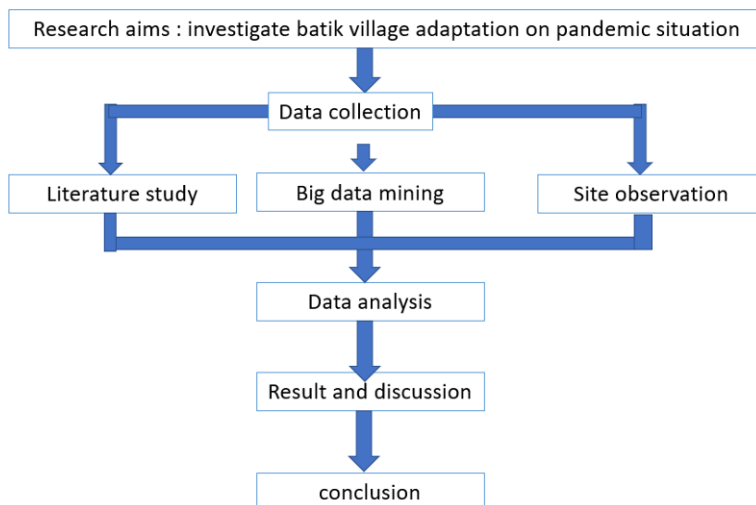 Research aims : investigate batik village adaptation on pandemic situation
Data collection
Literature study
Big data mining
Site observation
Data analysis
Result and discussion
conclusion